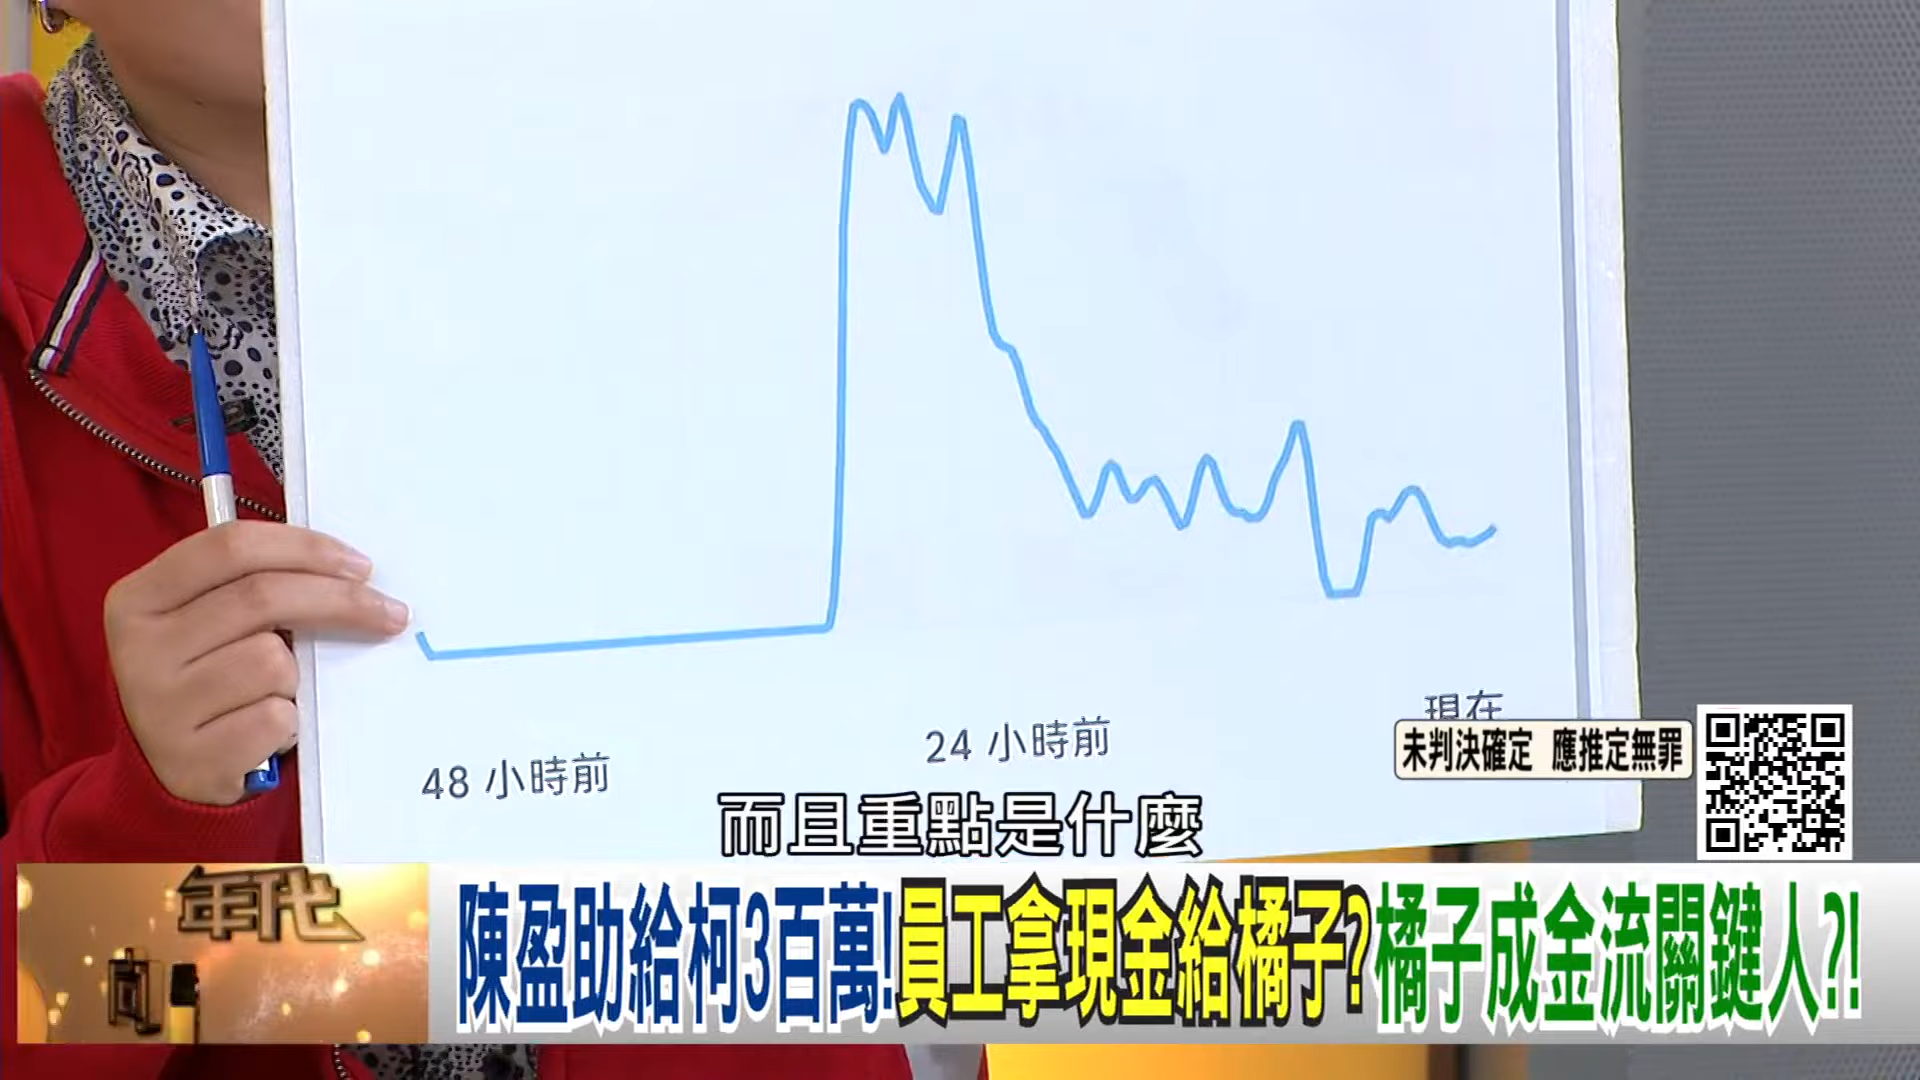 現在
24 小時前
48 小時前
未判決確定 應推定無罪
而且重點是什麼
年代
向
陳盈助給柯3百萬!員工拿現金給橘子?橘子成金流關鍵人?!